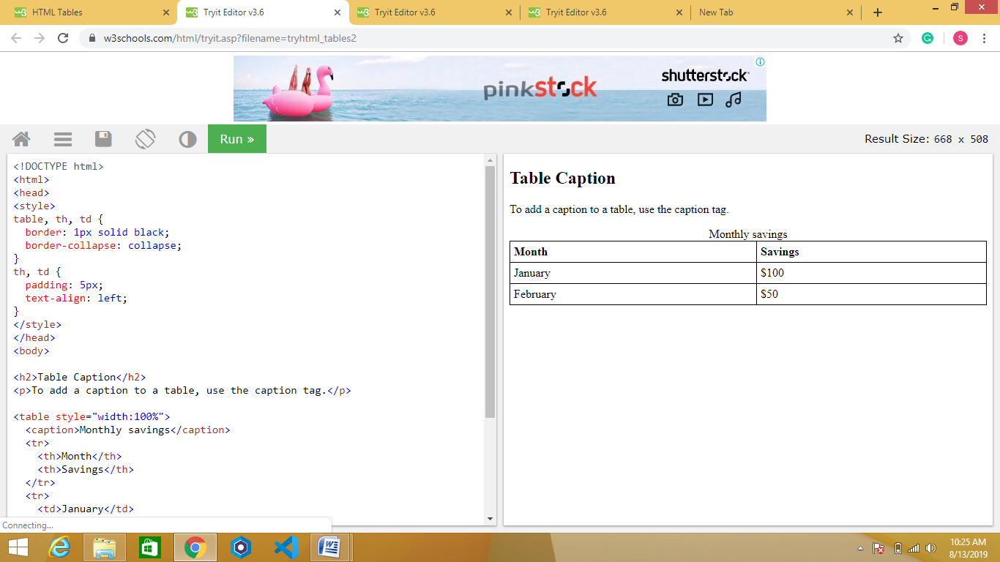 HTML Tables
Tryit Editor v3.6
Tryit Editor v3.6
Tryit Editor v3.6
New Tab
w3schools.com/html/tryit.asp?filename=tryhtml_tables2
S
pinkstock
shutterstock
Run »
Result Size: 668 x 508
<!DOCTYPE html>
<html>
<head>
<style>
table, th, td {
  border: 1px solid black;
  border-collapse: collapse;
}
th, td {
  padding: 5px;
  text-align: left;
}
</style>
</head>
<body>
<h2>Table Caption</h2>
<p>To add a caption to a table, use the caption tag.</p>
<table style="width:100%">
  <caption>Monthly savings</caption>
  <tr>
    <th>Month</th>
    <th>Savings</th>
  </tr>
  <tr>
    <td>January</td>
Table Caption
To add a caption to a table, use the caption tag.
Monthly savings
Month Savings
January $100
February $50
Connecting...
10:25 AM
8/13/2019